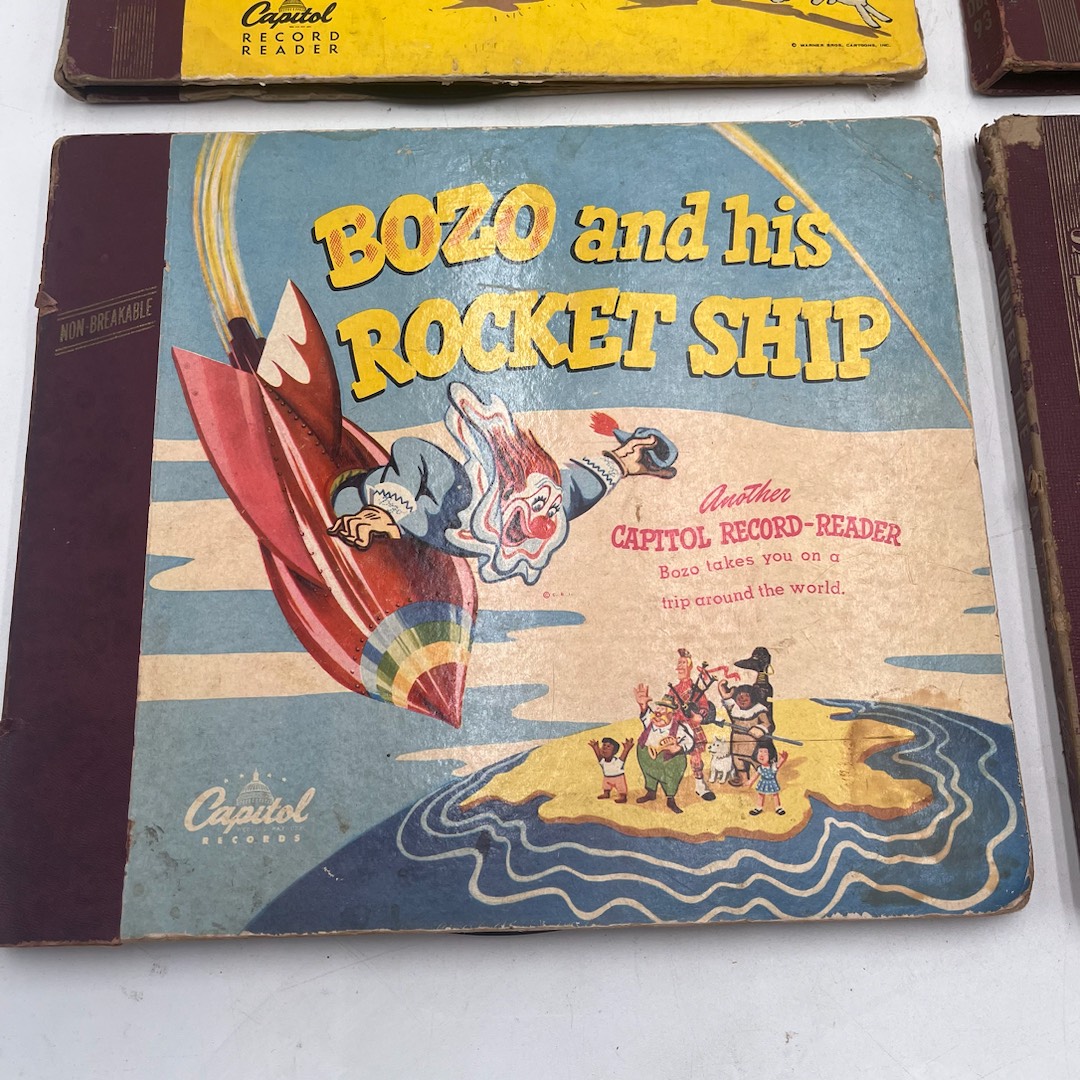 Capitol
RECORD
READER
© WARNER BROS. CARTOONS, INC.
NON-BREAKABLE
BOZO and his
ROCKET SHIP
Another
CAPITOL RECORD-READER
Bozo takes you on a
trip around the world.
Capitol
RECORDS